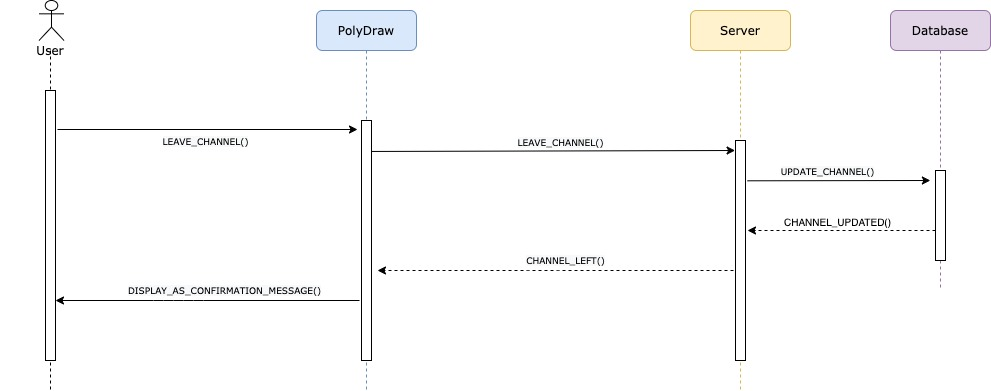 User
PolyDraw
Server
Database
LEAVE_CHANNEL()
LEAVE_CHANNEL()
UPDATE_CHANNEL()
CHANNEL_UPDATED()
CHANNEL_LEFT()
DISPLAY_AS_CONFIRMATION_MESSAGE()